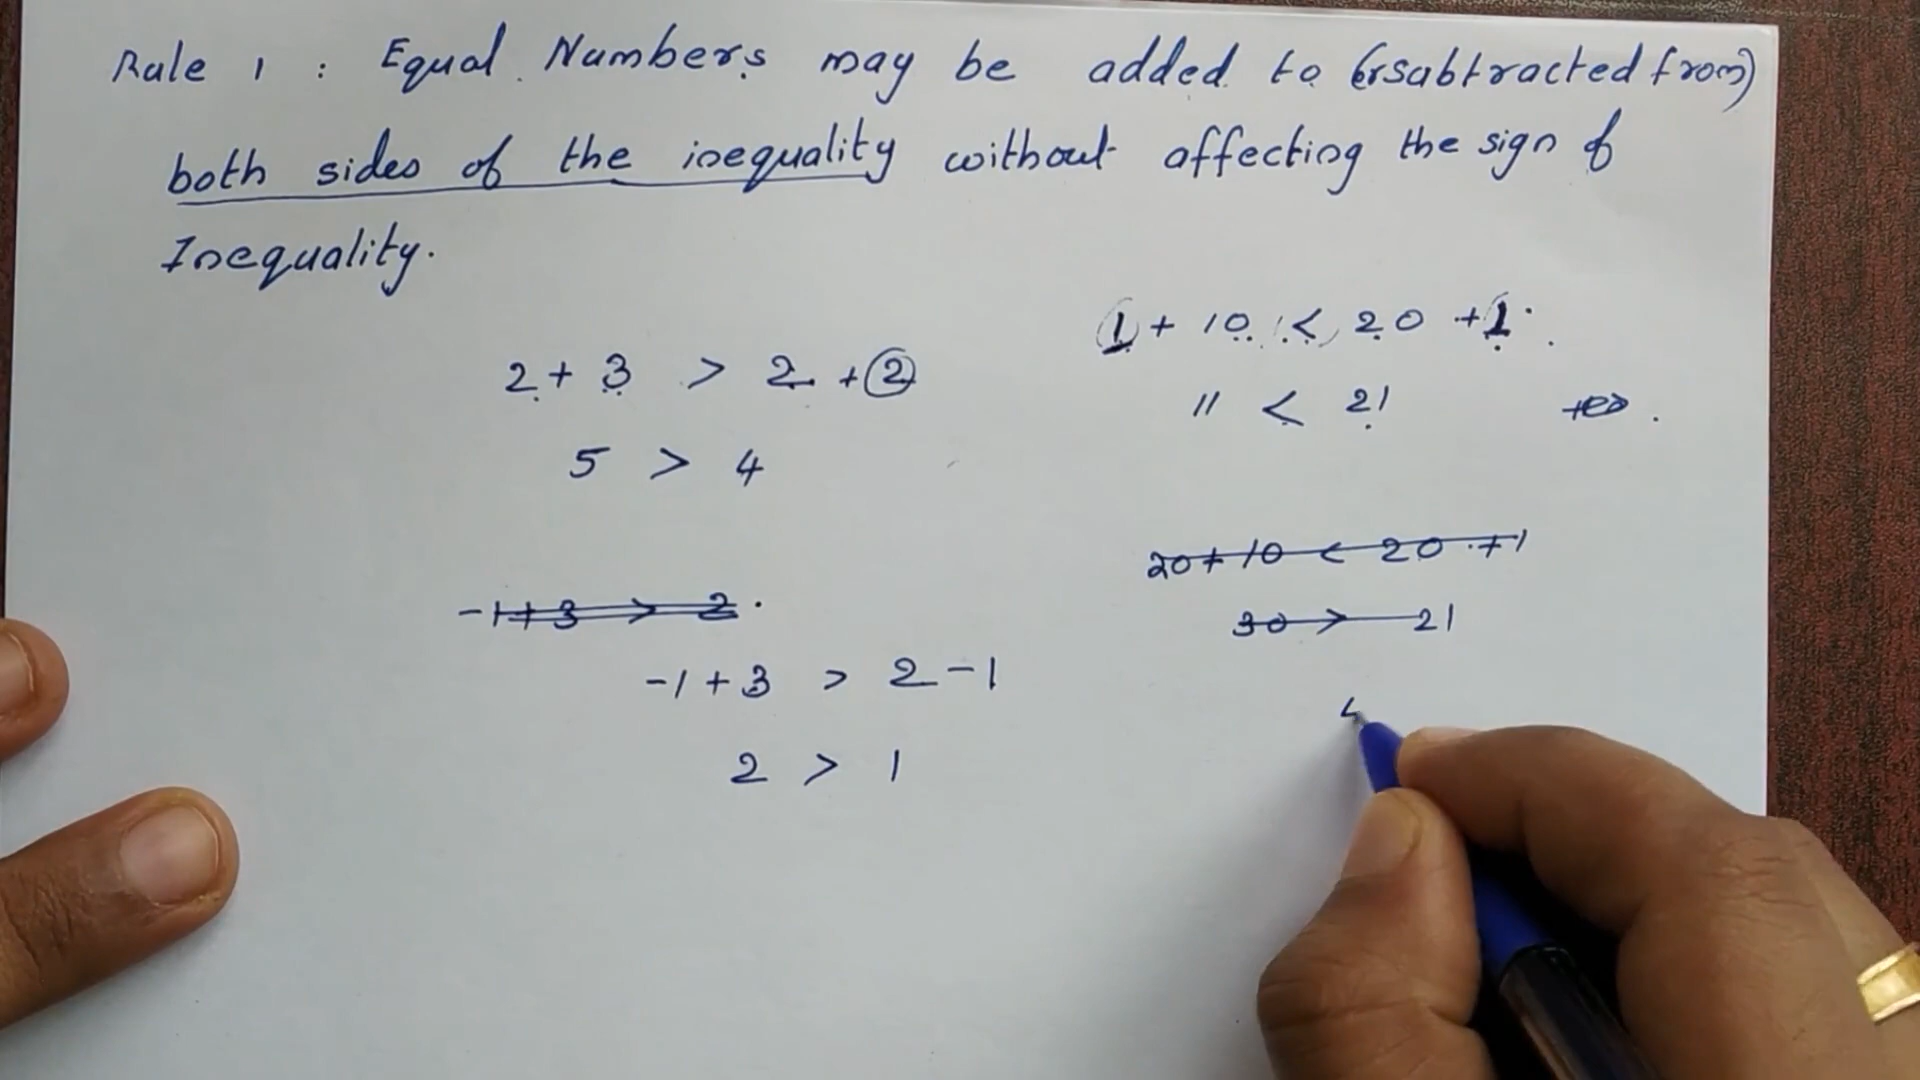 Rule 1 : Equal Numbers may be added to (or subtracted from)
both sides of the inequality without affecting the sign of
Inequality.
2 + 3 > 2 + 2
5 > 4
-1 + 3 > 2
-1 + 3 > 2 - 1
2 > 1
1 + 10 < 20 + 1
11 < 21
20 + 10 < 20 + 1
30 > 21